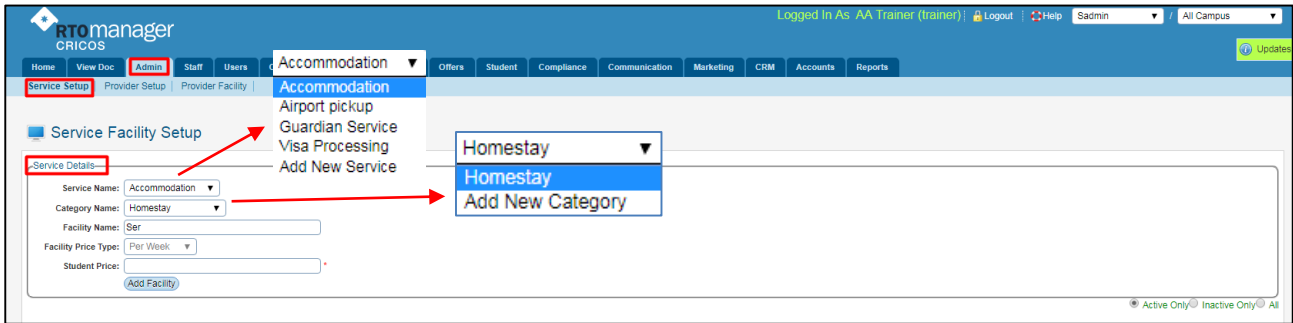 Logged In As AA Trainer (trainer) | Logout | Help Sadmin / All Campus
RTOmanager
CRICOS
Updates
Home View Doc Admin Staff Users Offers Student Compliance Communication Marketing CRM Accounts Reports
Service Setup | Provider Setup | Provider Facility |
Accommodation
Accommodation
Airport pickup
Guardian Service
Visa Processing
Add New Service
Service Facility Setup
Homestay
Homestay
Add New Category
Service Details
Service Name: Accommodation
Category Name: Homestay
Facility Name: Ser
Facility Price Type: Per Week
Student Price: *
Add Facility
Active Only Inactive Only All